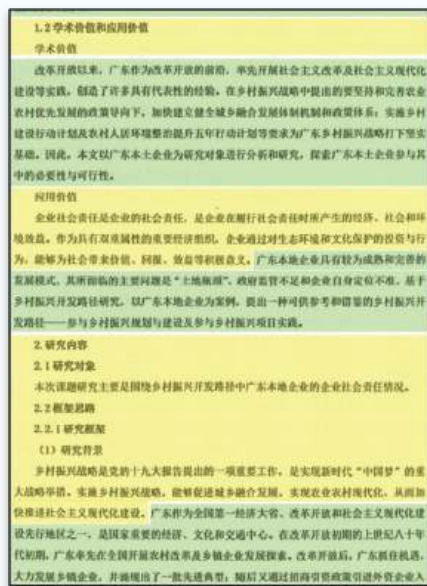 1.2 学术价值和应用价值
学术价值
改革开放以来，广东作为改革开放的前沿，率先开展社会主义改革及社会主义现代化
建设等实践，创造了许多具有代表性的经验。在乡村振兴战略中提出的要坚持和完善农业
农村优先发展的政策导向下，加快建立健全城乡融合发展体制机制和政策体系；实施乡村
建设行动计划及农村人居环境整治提升五年行动计划等要求为广东乡村振兴战略打下坚实
基础。因此，本文以广东本土企业为研究对象进行分析和研究，探索广东本土企业参与其
中的必要性与可行性。
应用价值
企业社会责任是企业的社会责任，是企业在履行社会责任时所产生的经济、社会和环
境效益。作为具有双重属性的重要经济组织，企业通过对生态环境和文化保护的投资与行
为，能够为社会带来价值、回报、效益等积极意义。广东本地企业具有较为成熟和完善的
发展模式，其所面临的主要问题是“土地瓶颈”、政府监管不足和企业自身定位不准。基于
乡村振兴开发路径研究，以广东本地企业为案例，提出一种可供参考和借鉴的乡村振兴开
发路径——参与乡村振兴规划与建设及参与乡村振兴项目实践。
2.研究内容
2.1 研究对象
本次课题研究主要是围绕乡村振兴开发路径中广东本地企业的企业社会责任情况。
2.2 框架思路
2.2.1 研究框架
（1）研究背景
乡村振兴战略是党的十九大报告提出的一项重要工作，是实现新时代“中国梦”的重
大战略举措。实施乡村振兴战略，能够促进城乡融合发展、实现农业农村现代化，从而加
快推进社会主义现代化建设。广东作为全国第一经济大省、改革开放和社会主义现代化建
设先行地区之一，是国家重要的经济、文化和交通中心。在改革开放初期的上世纪八十年
代初期，广东率先在全国开展农村改革及乡镇企业发展探索。改革开放后，广东抓住机遇，
大力发展乡镇企业，并涌现出了一批先进典型；随后又通过招商引资政策引进外资企业入